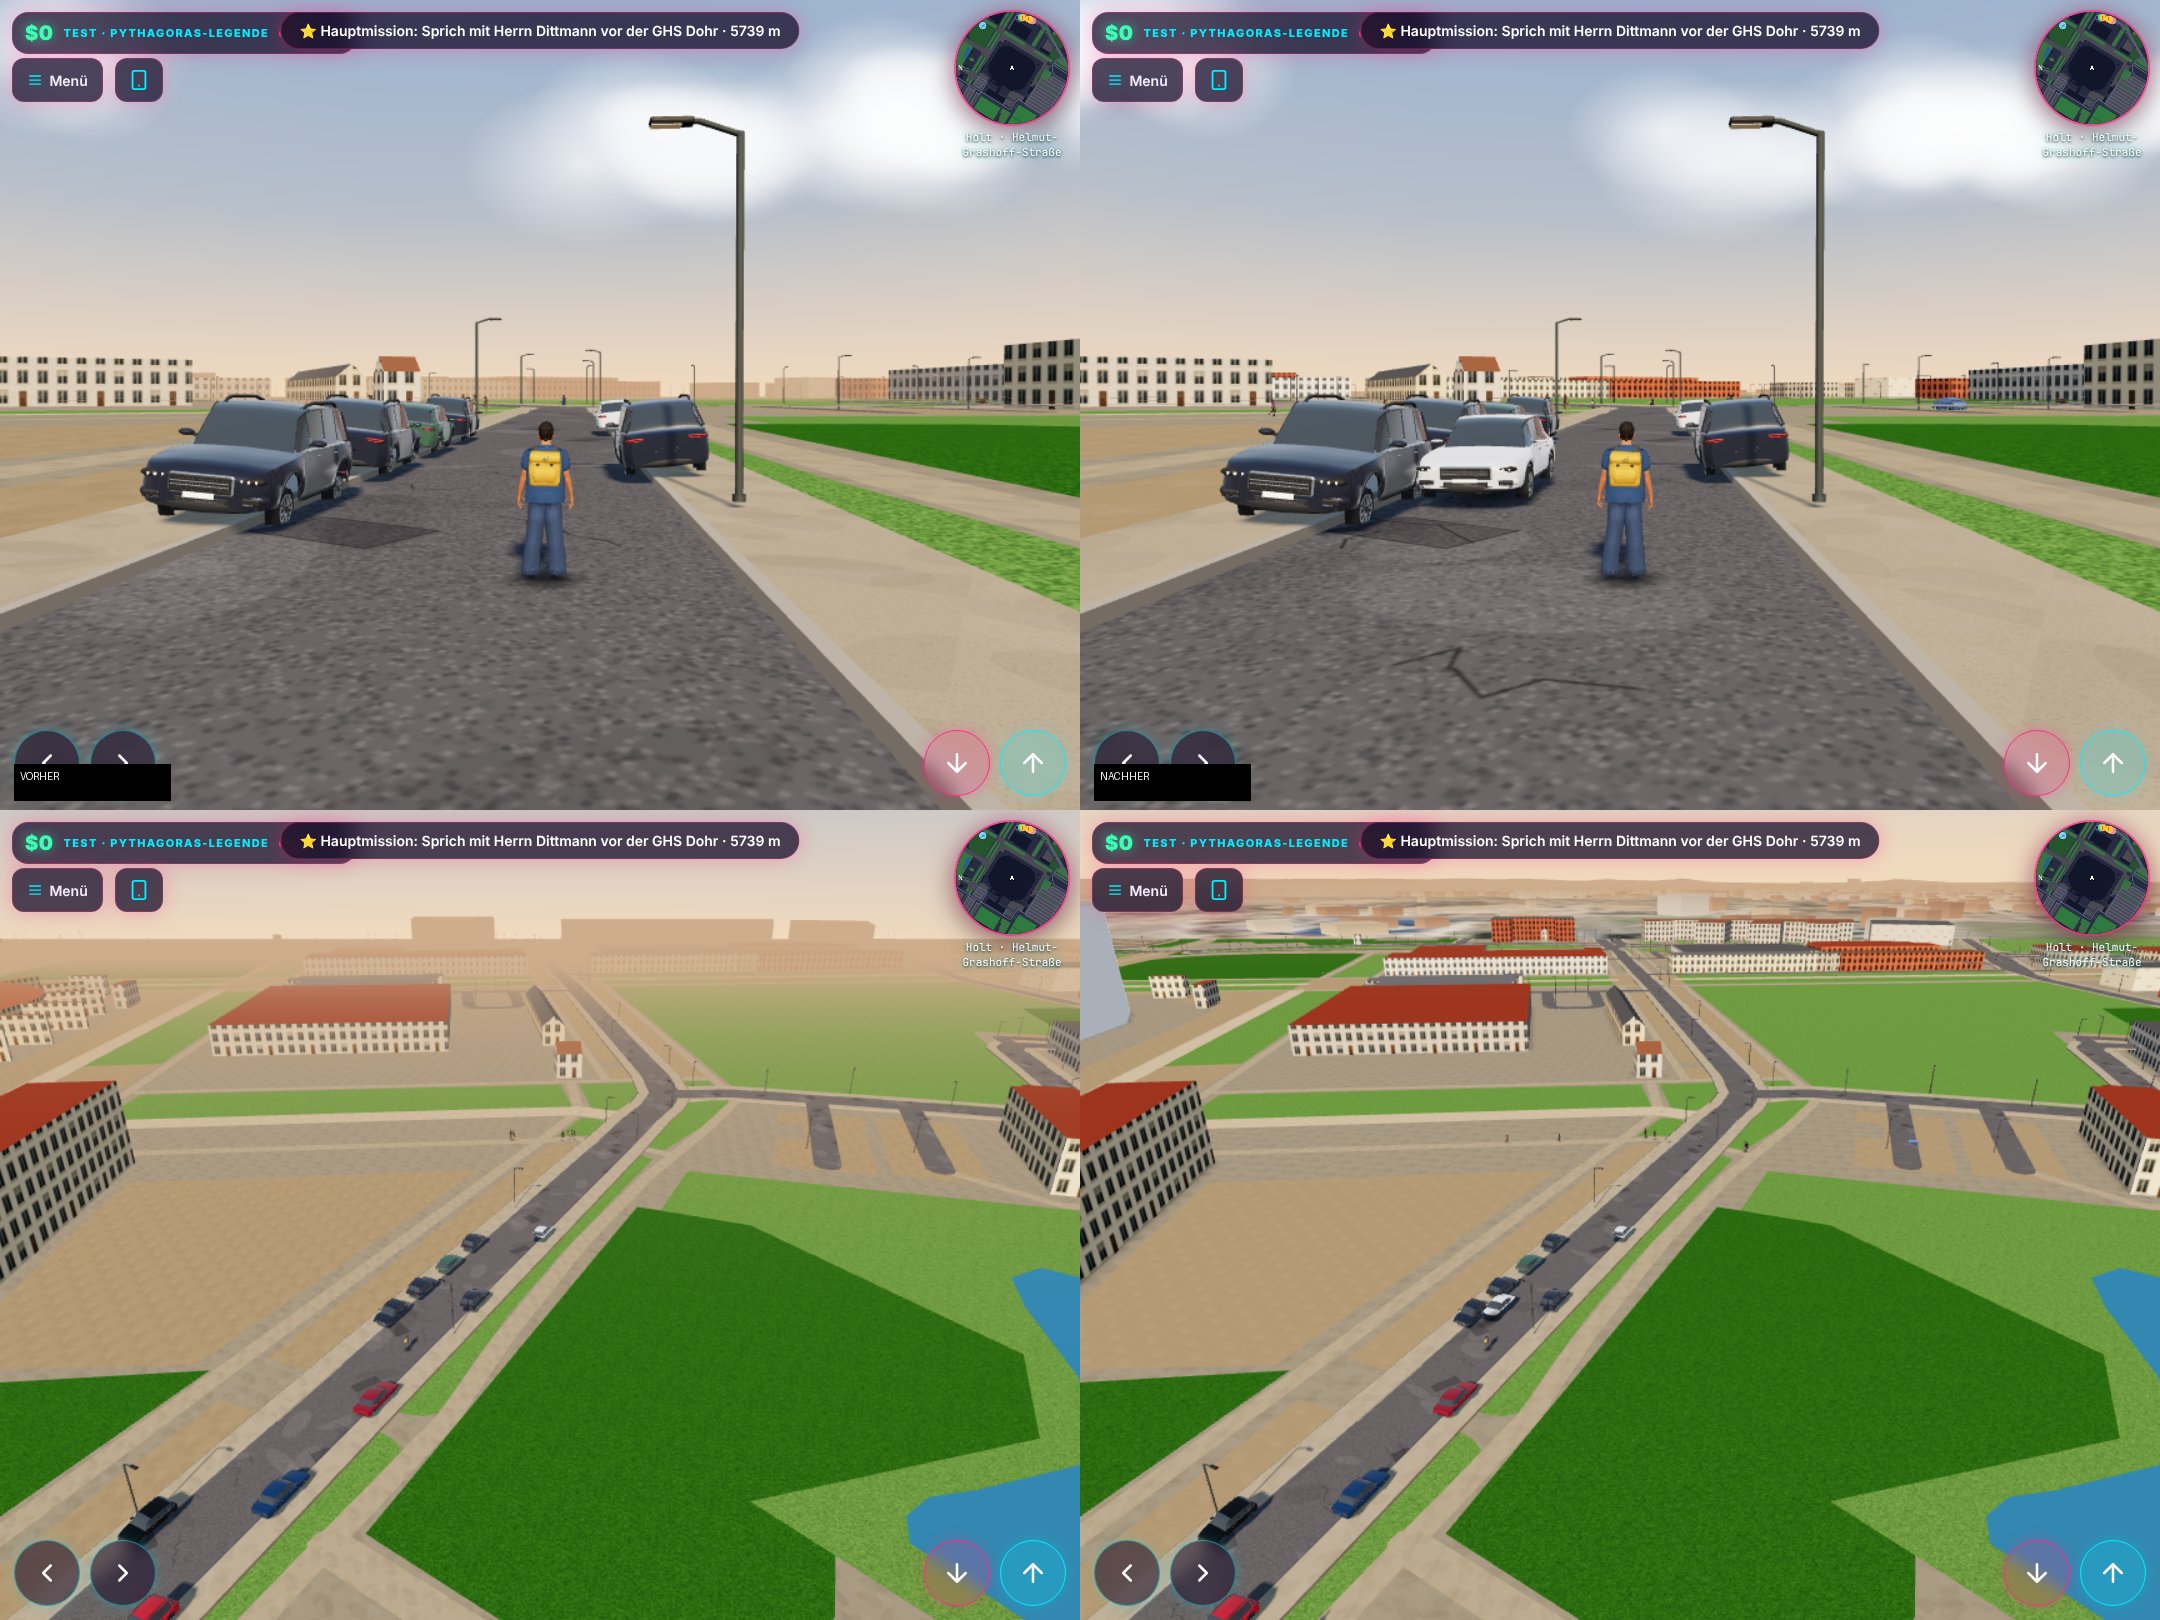 $0 TEST · PYTHAGORAS-LEGENDE
⭐ Hauptmission: Sprich mit Herrn Dittmann vor der GHS Dohr · 5739 m
Menü
N
Holt · Helmut-
Grashoff-Straße
VORHER
$0 TEST · PYTHAGORAS-LEGENDE
⭐ Hauptmission: Sprich mit Herrn Dittmann vor der GHS Dohr · 5739 m
Menü
N
Holt · Helmut-
Grashoff-Straße
NACHHER
$0 TEST · PYTHAGORAS-LEGENDE
⭐ Hauptmission: Sprich mit Herrn Dittmann vor der GHS Dohr · 5739 m
Menü
N
Holt · Helmut-
Grashoff-Straße
$0 TEST · PYTHAGORAS-LEGENDE
⭐ Hauptmission: Sprich mit Herrn Dittmann vor der GHS Dohr · 5739 m
Menü
N
Holt · Helmut-
Grashoff-Straße